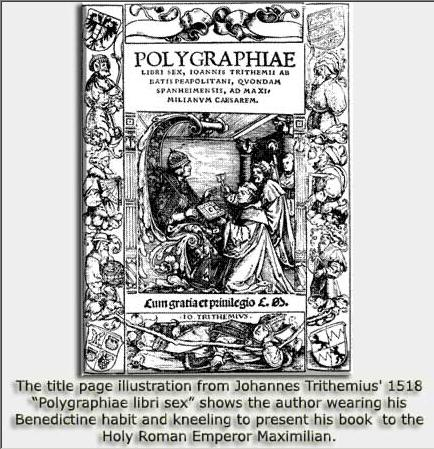 POLYGRAPHIAE
LIBRI SEX, IOANNIS TRITHEMII AB
BATIS PEAPOLITANI, QVONDAM
SPANHEIMENSIS, AD MAXI-
MILIANVM CAESAREM.
Cum gratia et priuilegio C. M.
IO. TRITHEMIVS.
The title page illustration from Johannes Trithemius' 1518
“Polygraphiae libri sex” shows the author wearing his
Benedictine habit and kneeling to present his book to the
Holy Roman Emperor Maximilian.